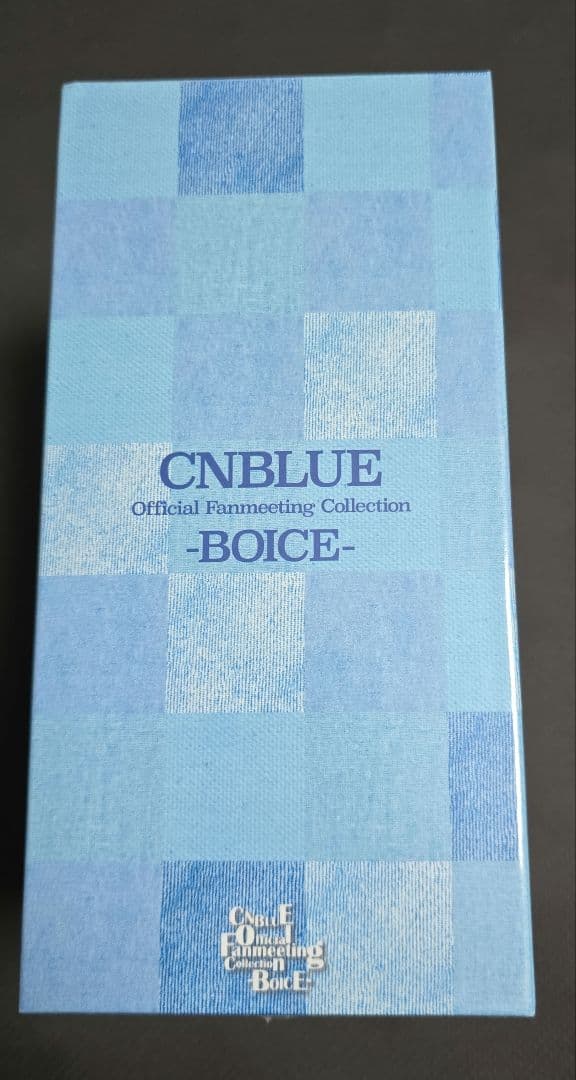 CNBLUE
Official Fanmeeting Collection
-BOICE-
CNBLUE
Official
Fanmeeting
Collection
-BOICE-